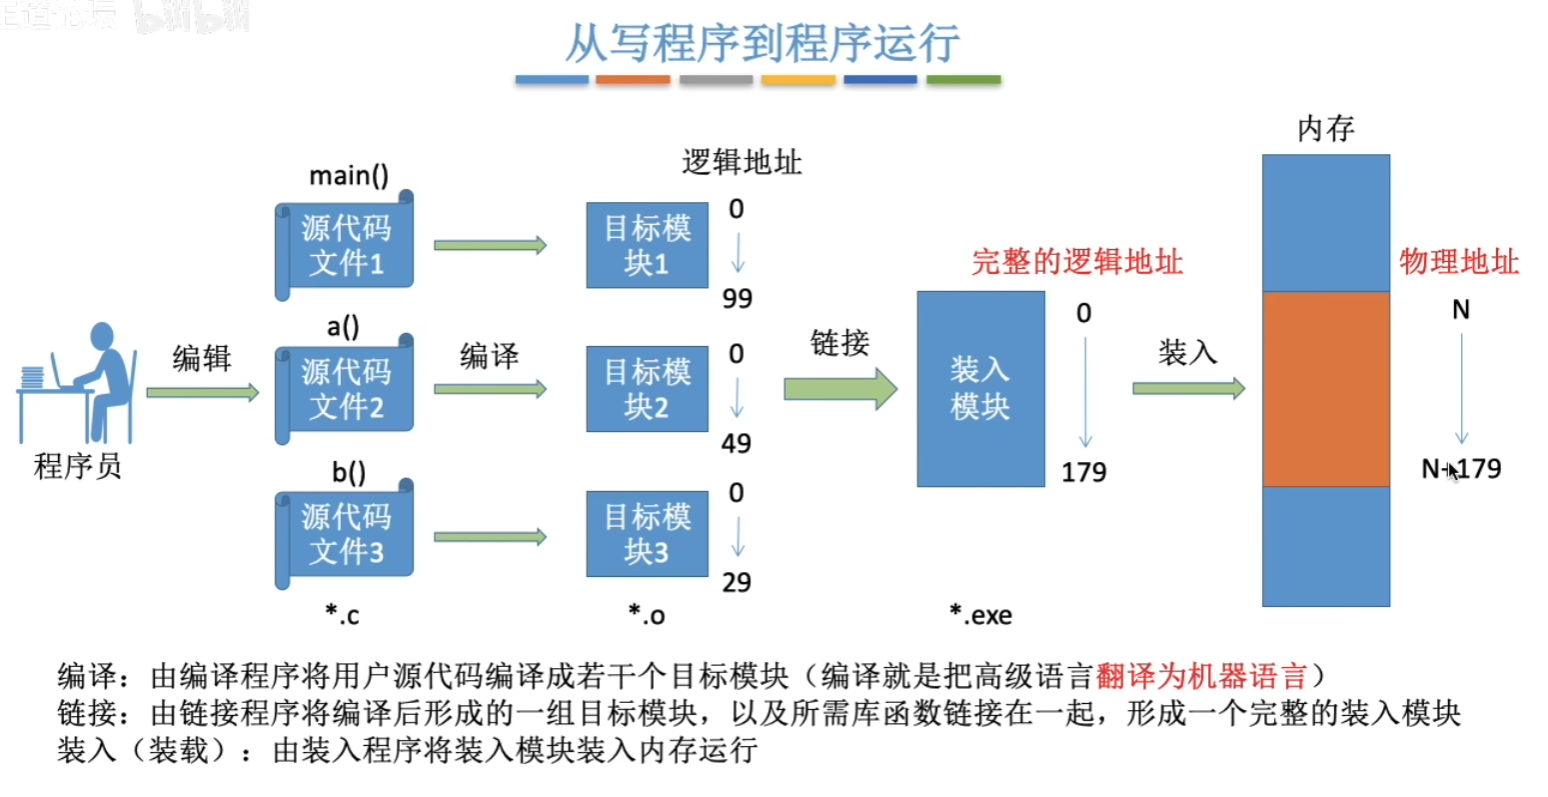 bilibili
从写程序到程序运行
内存
main()
逻辑地址
源代码
文件1
目标模
块1
0
99
完整的逻辑地址
物理地址
a()
编辑
源代码
文件2
编译
目标模
块2
0
49
链接
装入
模块
0
179
装入
N
N+179
程序员
b()
源代码
文件3
目标模
块3
0
29
*.c
*.o
*.exe
编译：由编译程序将用户源代码编译成若干个目标模块（编译就是把高级语言翻译为机器语言）
链接：由链接程序将编译后形成的一组目标模块，以及所需库函数链接在一起，形成一个完整的装入模块
装入（装载）：由装入程序将装入模块装入内存运行